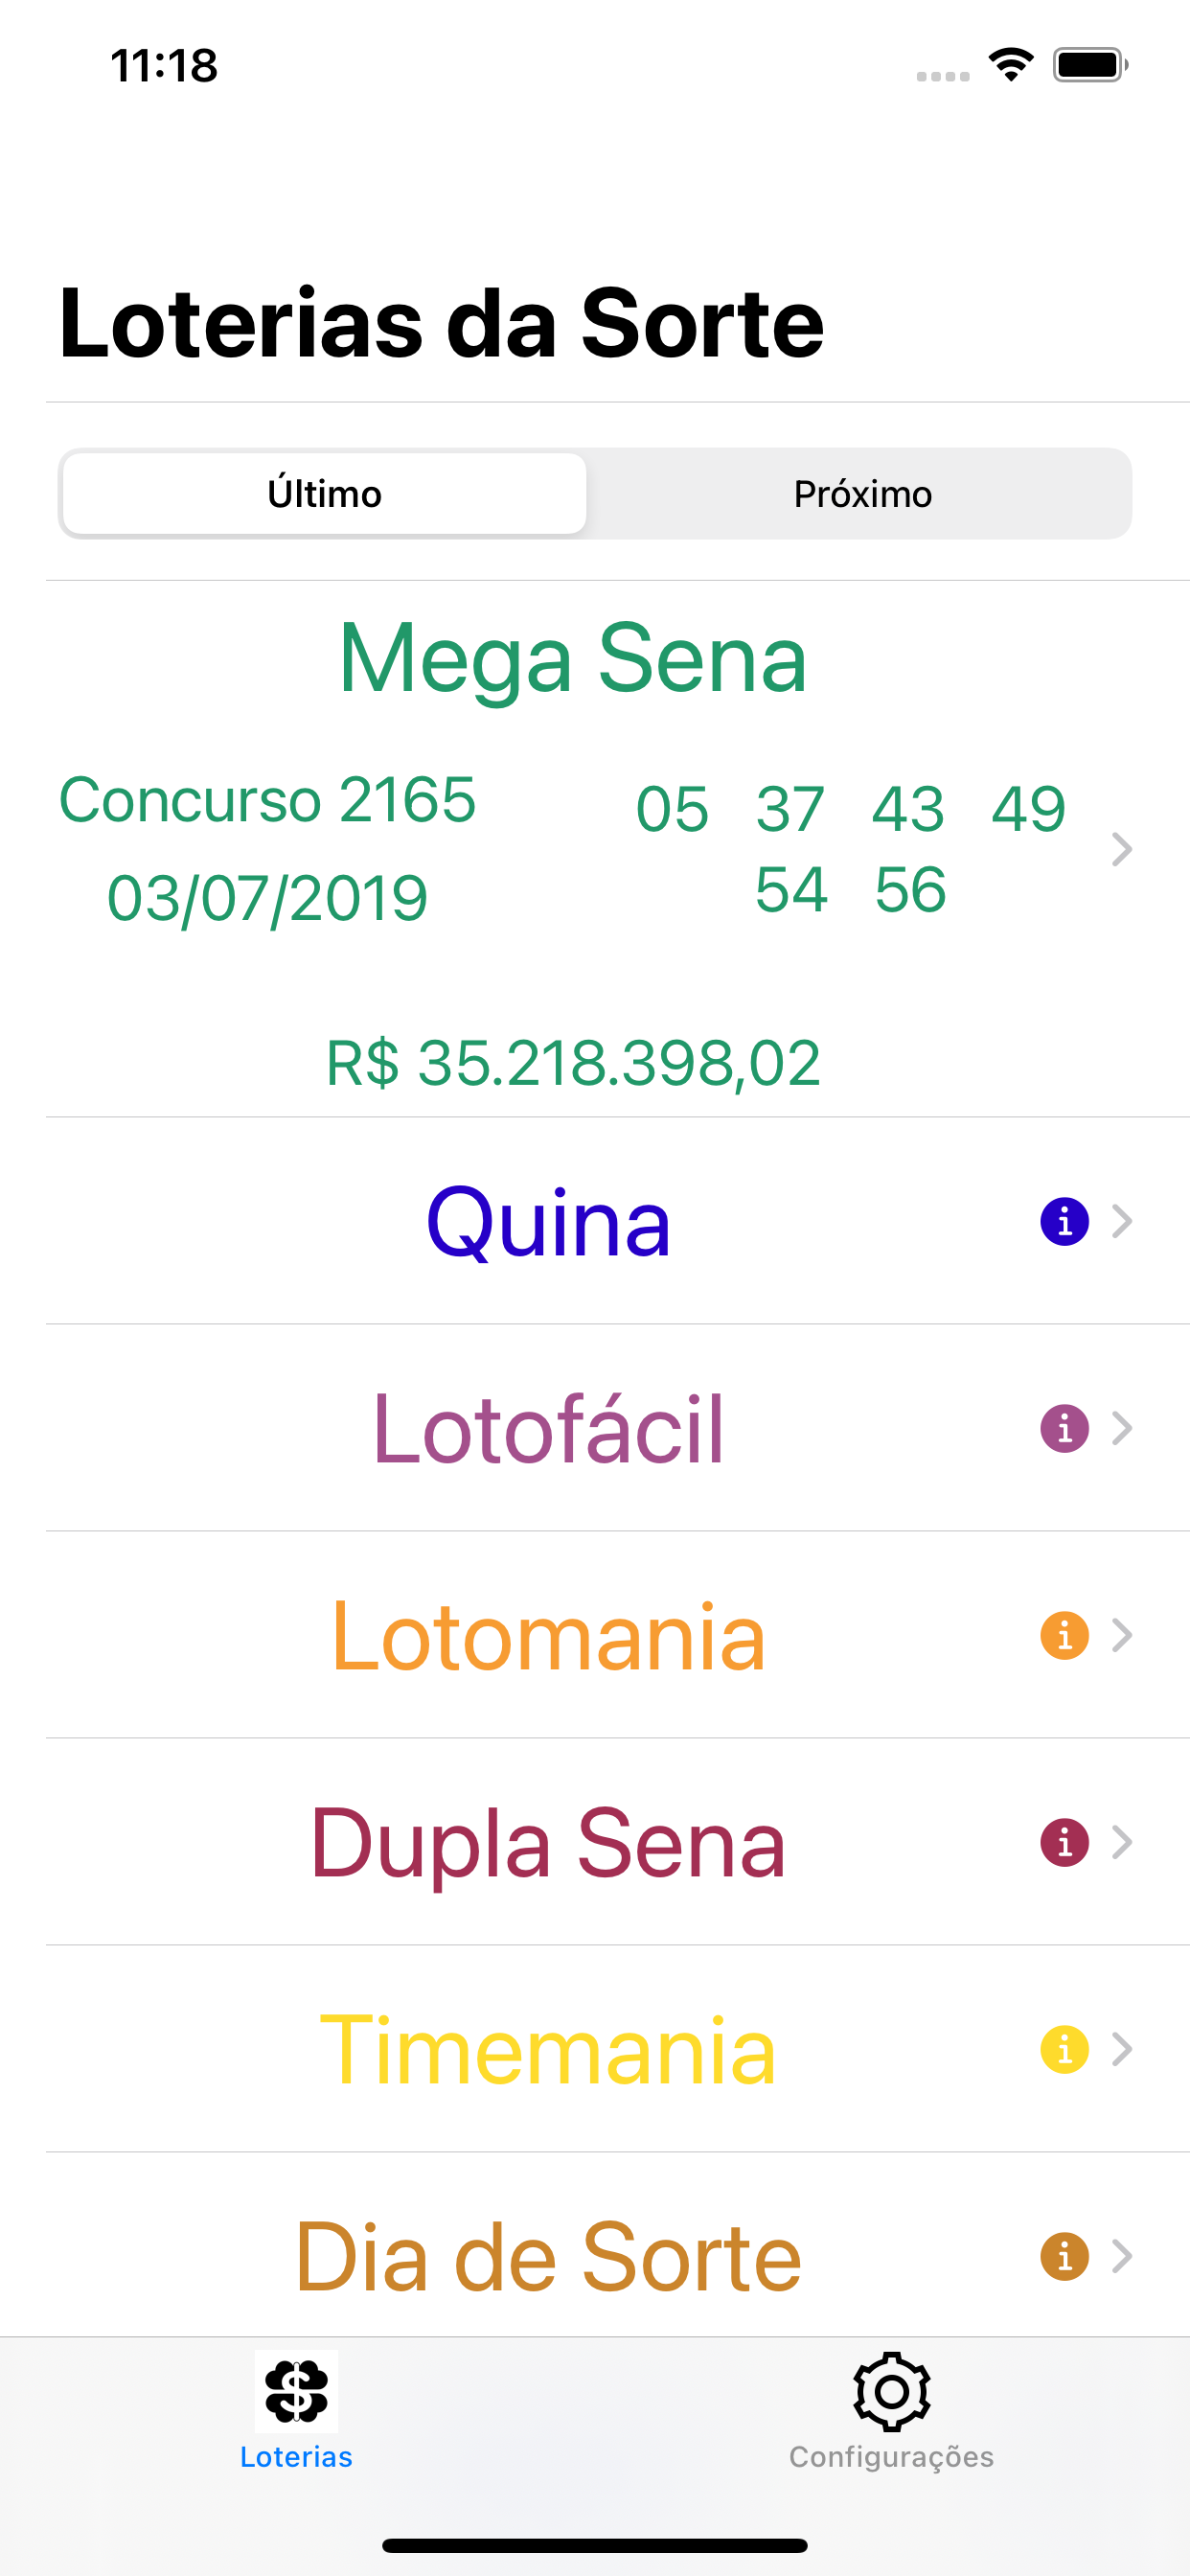 11:18
Loterias da Sorte
Último Próximo
Mega Sena
Concurso 2165
03/07/2019
05 37 43 49
54 56
R$ 35.218.398,02
Quina
Lotofácil
Lotomania
Dupla Sena
Timemania
Dia de Sorte
Loterias Configurações